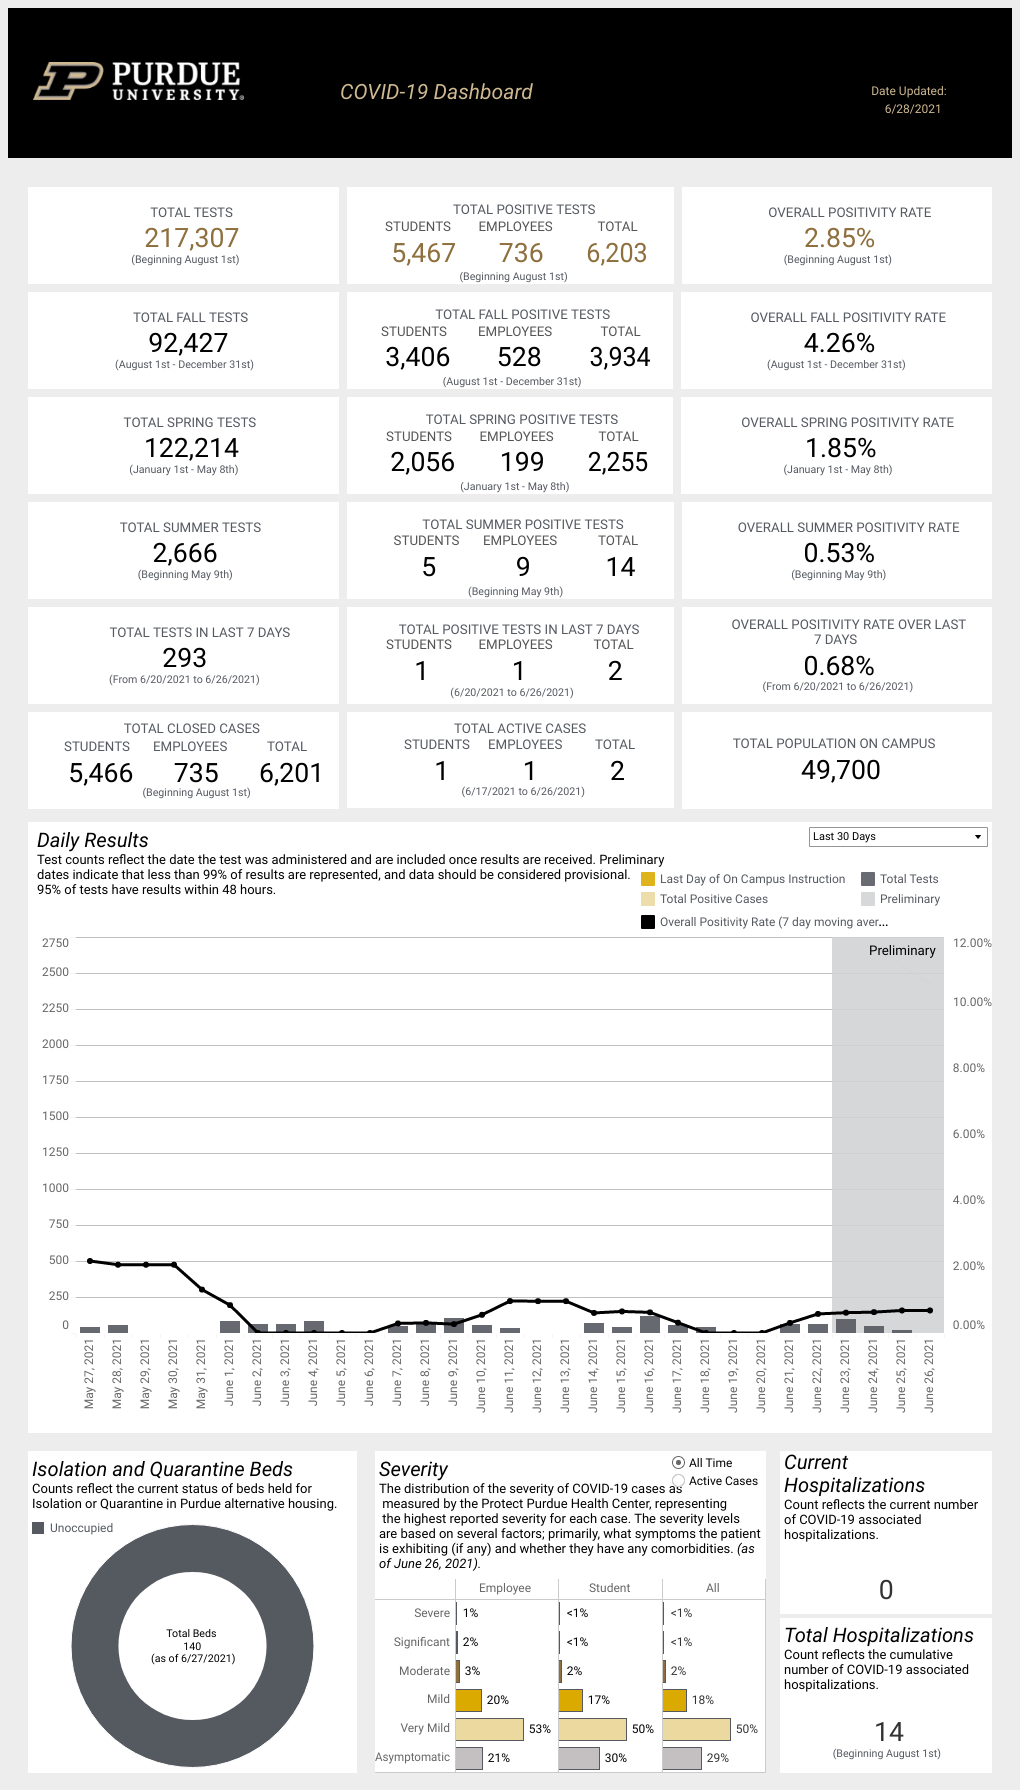 PURDUE
UNIVERSITY®
COVID-19 Dashboard
Date Updated:
6/28/2021
TOTAL TESTS
217,307
(Beginning August 1st)
TOTAL POSITIVE TESTS
STUDENTS EMPLOYEES TOTAL
5,467 736 6,203
(Beginning August 1st)
OVERALL POSITIVITY RATE
2.85%
(Beginning August 1st)
TOTAL FALL TESTS
92,427
(August 1st - December 31st)
TOTAL FALL POSITIVE TESTS
STUDENTS EMPLOYEES TOTAL
3,406 528 3,934
(August 1st - December 31st)
OVERALL FALL POSITIVITY RATE
4.26%
(August 1st - December 31st)
TOTAL SPRING TESTS
122,214
(January 1st - May 8th)
TOTAL SPRING POSITIVE TESTS
STUDENTS EMPLOYEES TOTAL
2,056 199 2,255
(January 1st - May 8th)
OVERALL SPRING POSITIVITY RATE
1.85%
(January 1st - May 8th)
TOTAL SUMMER TESTS
2,666
(Beginning May 9th)
TOTAL SUMMER POSITIVE TESTS
STUDENTS EMPLOYEES TOTAL
5 9 14
(Beginning May 9th)
OVERALL SUMMER POSITIVITY RATE
0.53%
(Beginning May 9th)
TOTAL TESTS IN LAST 7 DAYS
293
(From 6/20/2021 to 6/26/2021)
TOTAL POSITIVE TESTS IN LAST 7 DAYS
STUDENTS EMPLOYEES TOTAL
1 1 2
(6/20/2021 to 6/26/2021)
OVERALL POSITIVITY RATE OVER LAST
7 DAYS
0.68%
(From 6/20/2021 to 6/26/2021)
TOTAL CLOSED CASES
STUDENTS EMPLOYEES TOTAL
5,466 735 6,201
(Beginning August 1st)
TOTAL ACTIVE CASES
STUDENTS EMPLOYEES TOTAL
1 1 2
(6/17/2021 to 6/26/2021)
TOTAL POPULATION ON CAMPUS
49,700
Daily Results
Last 30 Days
Test counts reflect the date the test was administered and are included once results are received. Preliminary
dates indicate that less than 99% of results are represented, and data should be considered provisional.
95% of tests have results within 48 hours.
Last Day of On Campus Instruction
Total Tests
Total Positive Cases
Preliminary
Overall Positivity Rate (7 day moving aver...
Preliminary
2750
2500
2250
2000
1750
1500
1250
1000
750
500
250
0
12.00%
10.00%
8.00%
6.00%
4.00%
2.00%
0.00%
May 27, 2021
May 28, 2021
May 29, 2021
May 30, 2021
May 31, 2021
June 1, 2021
June 2, 2021
June 3, 2021
June 4, 2021
June 5, 2021
June 6, 2021
June 7, 2021
June 8, 2021
June 9, 2021
June 10, 2021
June 11, 2021
June 12, 2021
June 13, 2021
June 14, 2021
June 15, 2021
June 16, 2021
June 17, 2021
June 18, 2021
June 19, 2021
June 20, 2021
June 21, 2021
June 22, 2021
June 23, 2021
June 24, 2021
June 25, 2021
June 26, 2021
Isolation and Quarantine Beds
Counts reflect the current status of beds held for
Isolation or Quarantine in Purdue alternative housing.
Unoccupied
Total Beds
140
(as of 6/27/2021)
Severity
All Time
Active Cases
The distribution of the severity of COVID-19 cases as
measured by the Protect Purdue Health Center, representing
the highest reported severity for each case. The severity levels
are based on several factors; primarily, what symptoms the patient
is exhibiting (if any) and whether they have any comorbidities. (as
of June 26, 2021).
Employee Student All
Severe 1% <1% <1%
Significant 2% <1% <1%
Moderate 3% 2% 2%
Mild 20% 17% 18%
Very Mild 53% 50% 50%
Asymptomatic 21% 30% 29%
Current
Hospitalizations
Count reflects the current number
of COVID-19 associated
hospitalizations.
0
Total Hospitalizations
Count reflects the cumulative
number of COVID-19 associated
hospitalizations.
14
(Beginning August 1st)